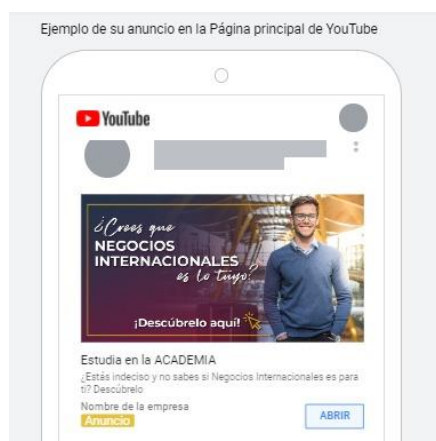 Ejemplo de su anuncio en la Página principal de YouTube
YouTube
¿Crees que
NEGOCIOS
INTERNACIONALES
es lo tuyo?
¡Descúbrelo aquí!
Estudia en la ACADEMIA
¿Estás indeciso y no sabes si Negocios Internacionales es para
ti? Descúbrelo
Nombre de la empresa
Anuncio
ABRIR